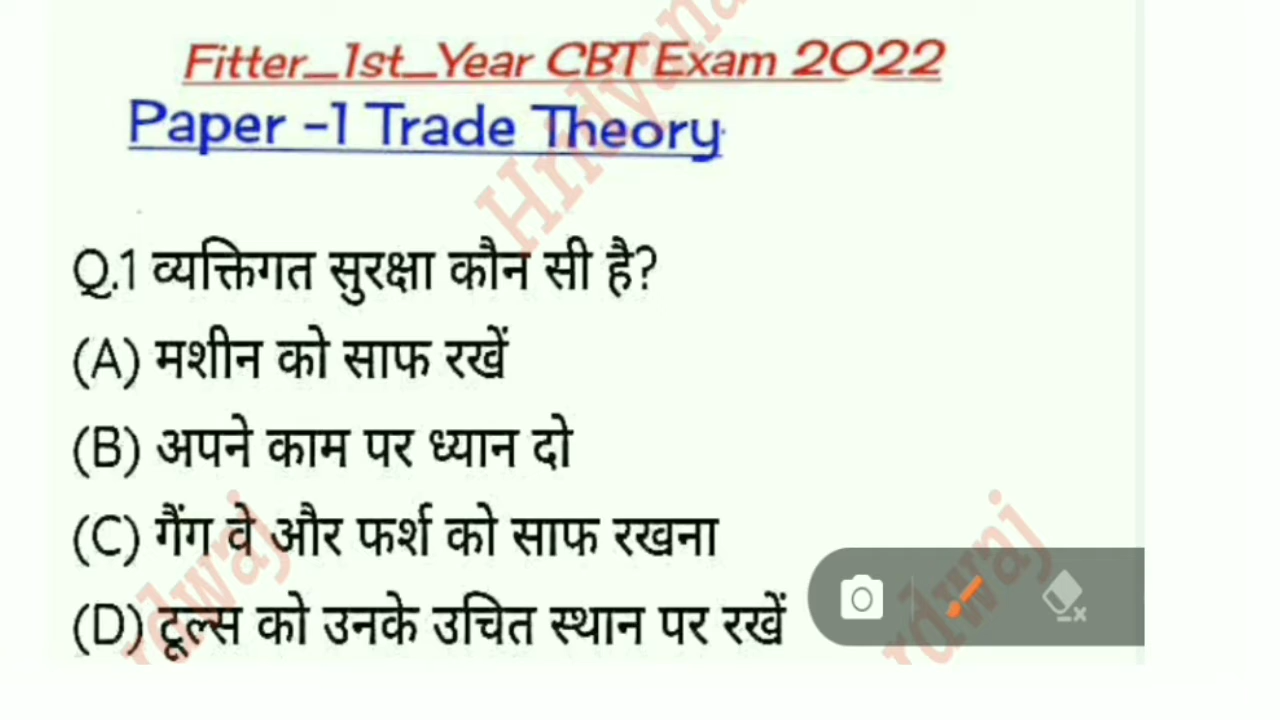 Fitter_1st_Year CBT Exam 2022
Paper -1 Trade Theory
Q.1 व्यक्तिगत सुरक्षा कौन सी है?
(A) मशीन को साफ रखें
(B) अपने काम पर ध्यान दो
(C) गैंग वे और फर्श को साफ रखना
(D) टूल्स को उनके उचित स्थान पर रखें